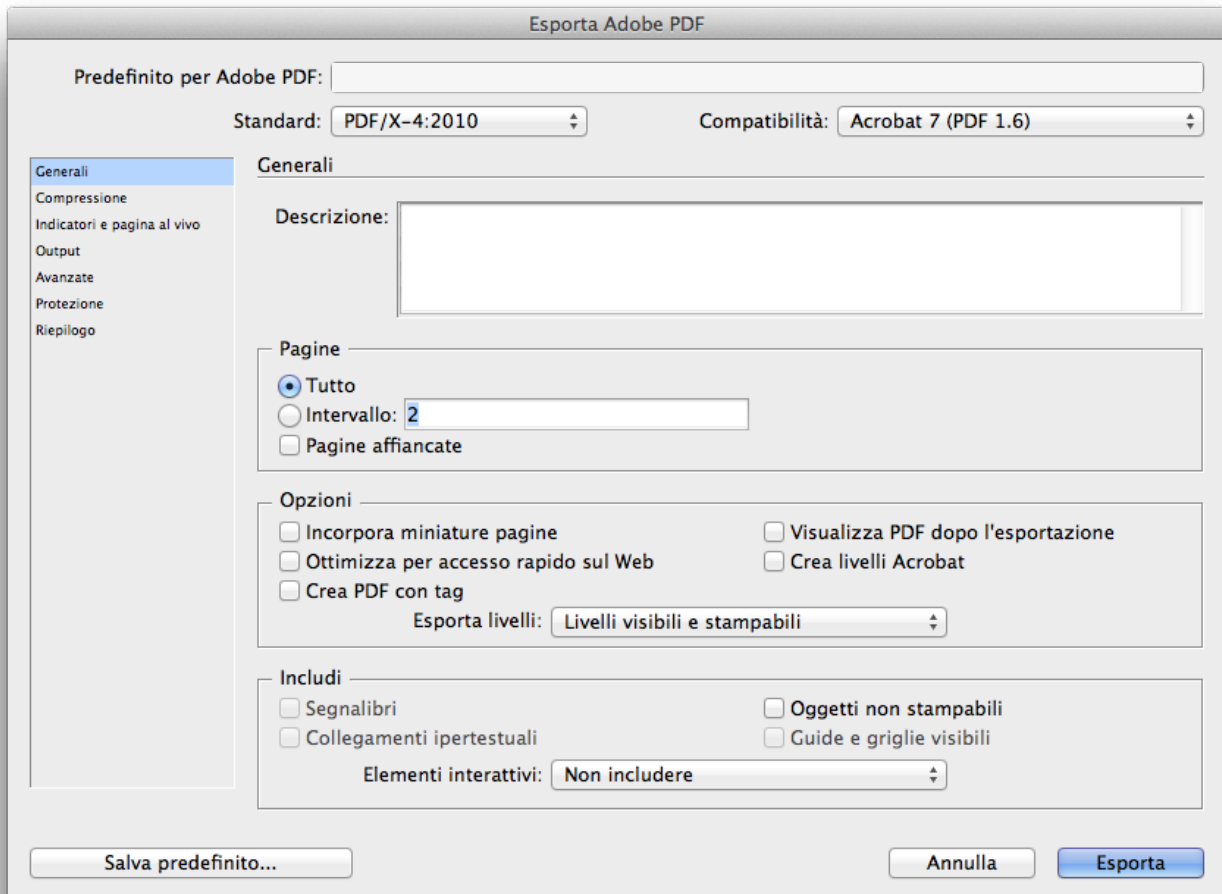 Esporta Adobe PDF
Predefinito per Adobe PDF:
Standard: PDF/X-4:2010 Compatibilità: Acrobat 7 (PDF 1.6)
Generali
Compressione
Indicatori e pagina al vivo
Output
Avanzate
Protezione
Riepilogo
Generali
Descrizione:
Pagine
Tutto
Intervallo: 2
Pagine affiancate
Opzioni
Incorpora miniature pagine Visualizza PDF dopo l'esportazione
Ottimizza per accesso rapido sul Web Crea livelli Acrobat
Crea PDF con tag
Esporta livelli: Livelli visibili e stampabili
Includi
Segnalibri Oggetti non stampabili
Collegamenti ipertestuali Guide e griglie visibili
Elementi interattivi: Non includere
Salva predefinito... Annulla Esporta